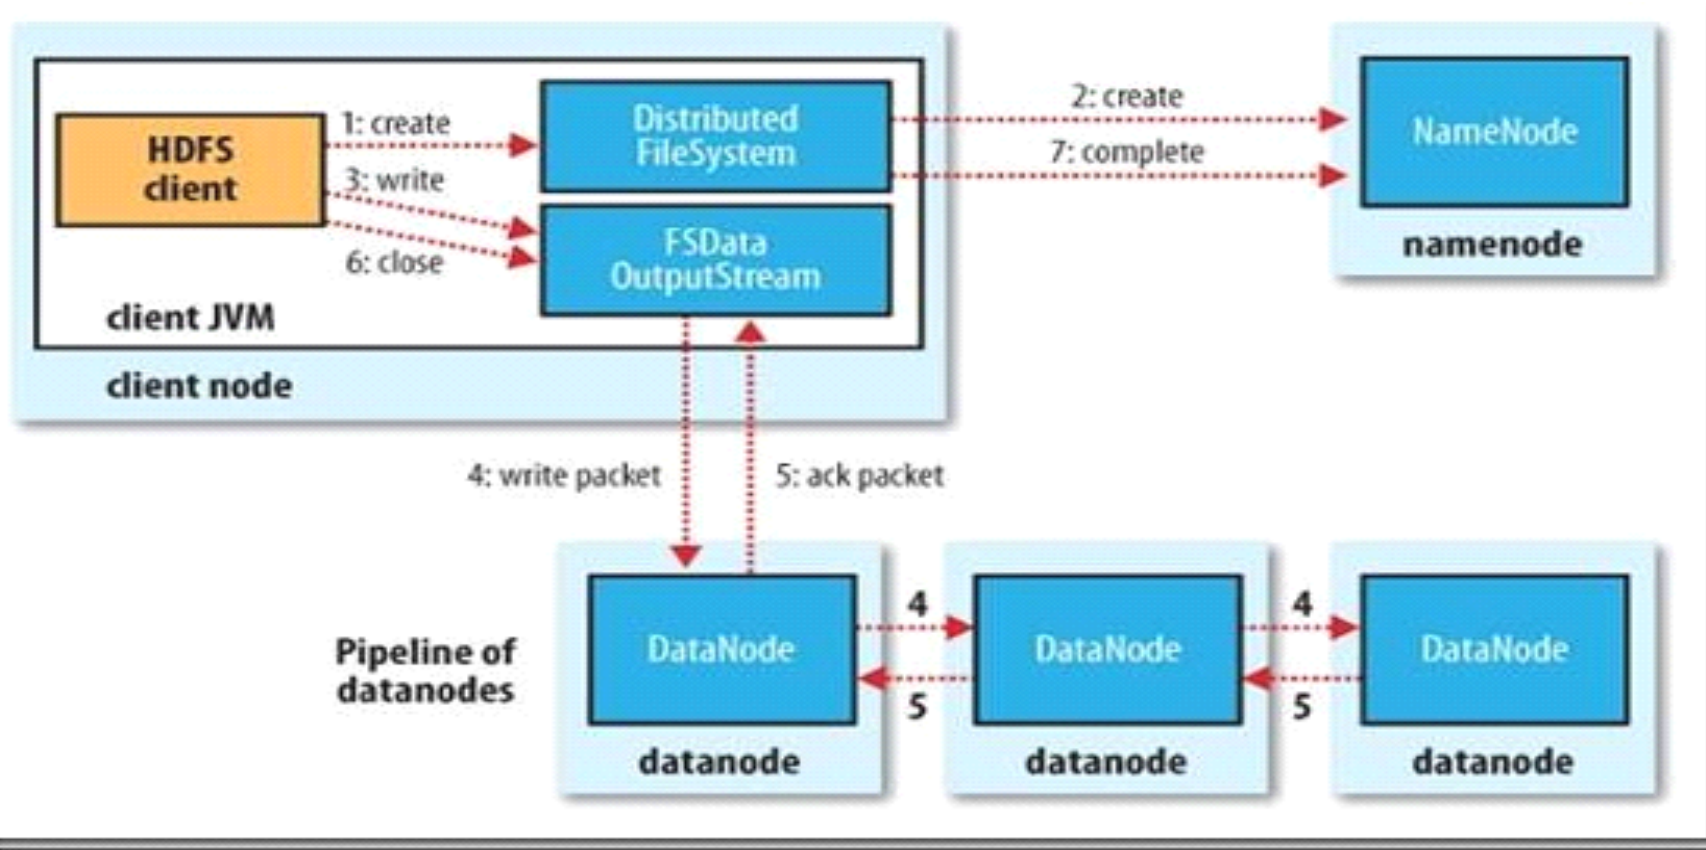 HDFS
client
1: create
3: write
6: close
Distributed
FileSystem
FSData
OutputStream
client JVM
client node
2: create
7: complete
NameNode
namenode
4: write packet
5: ack packet
Pipeline of
datanodes
DataNode
datanode
4
5
DataNode
datanode
4
5
DataNode
datanode